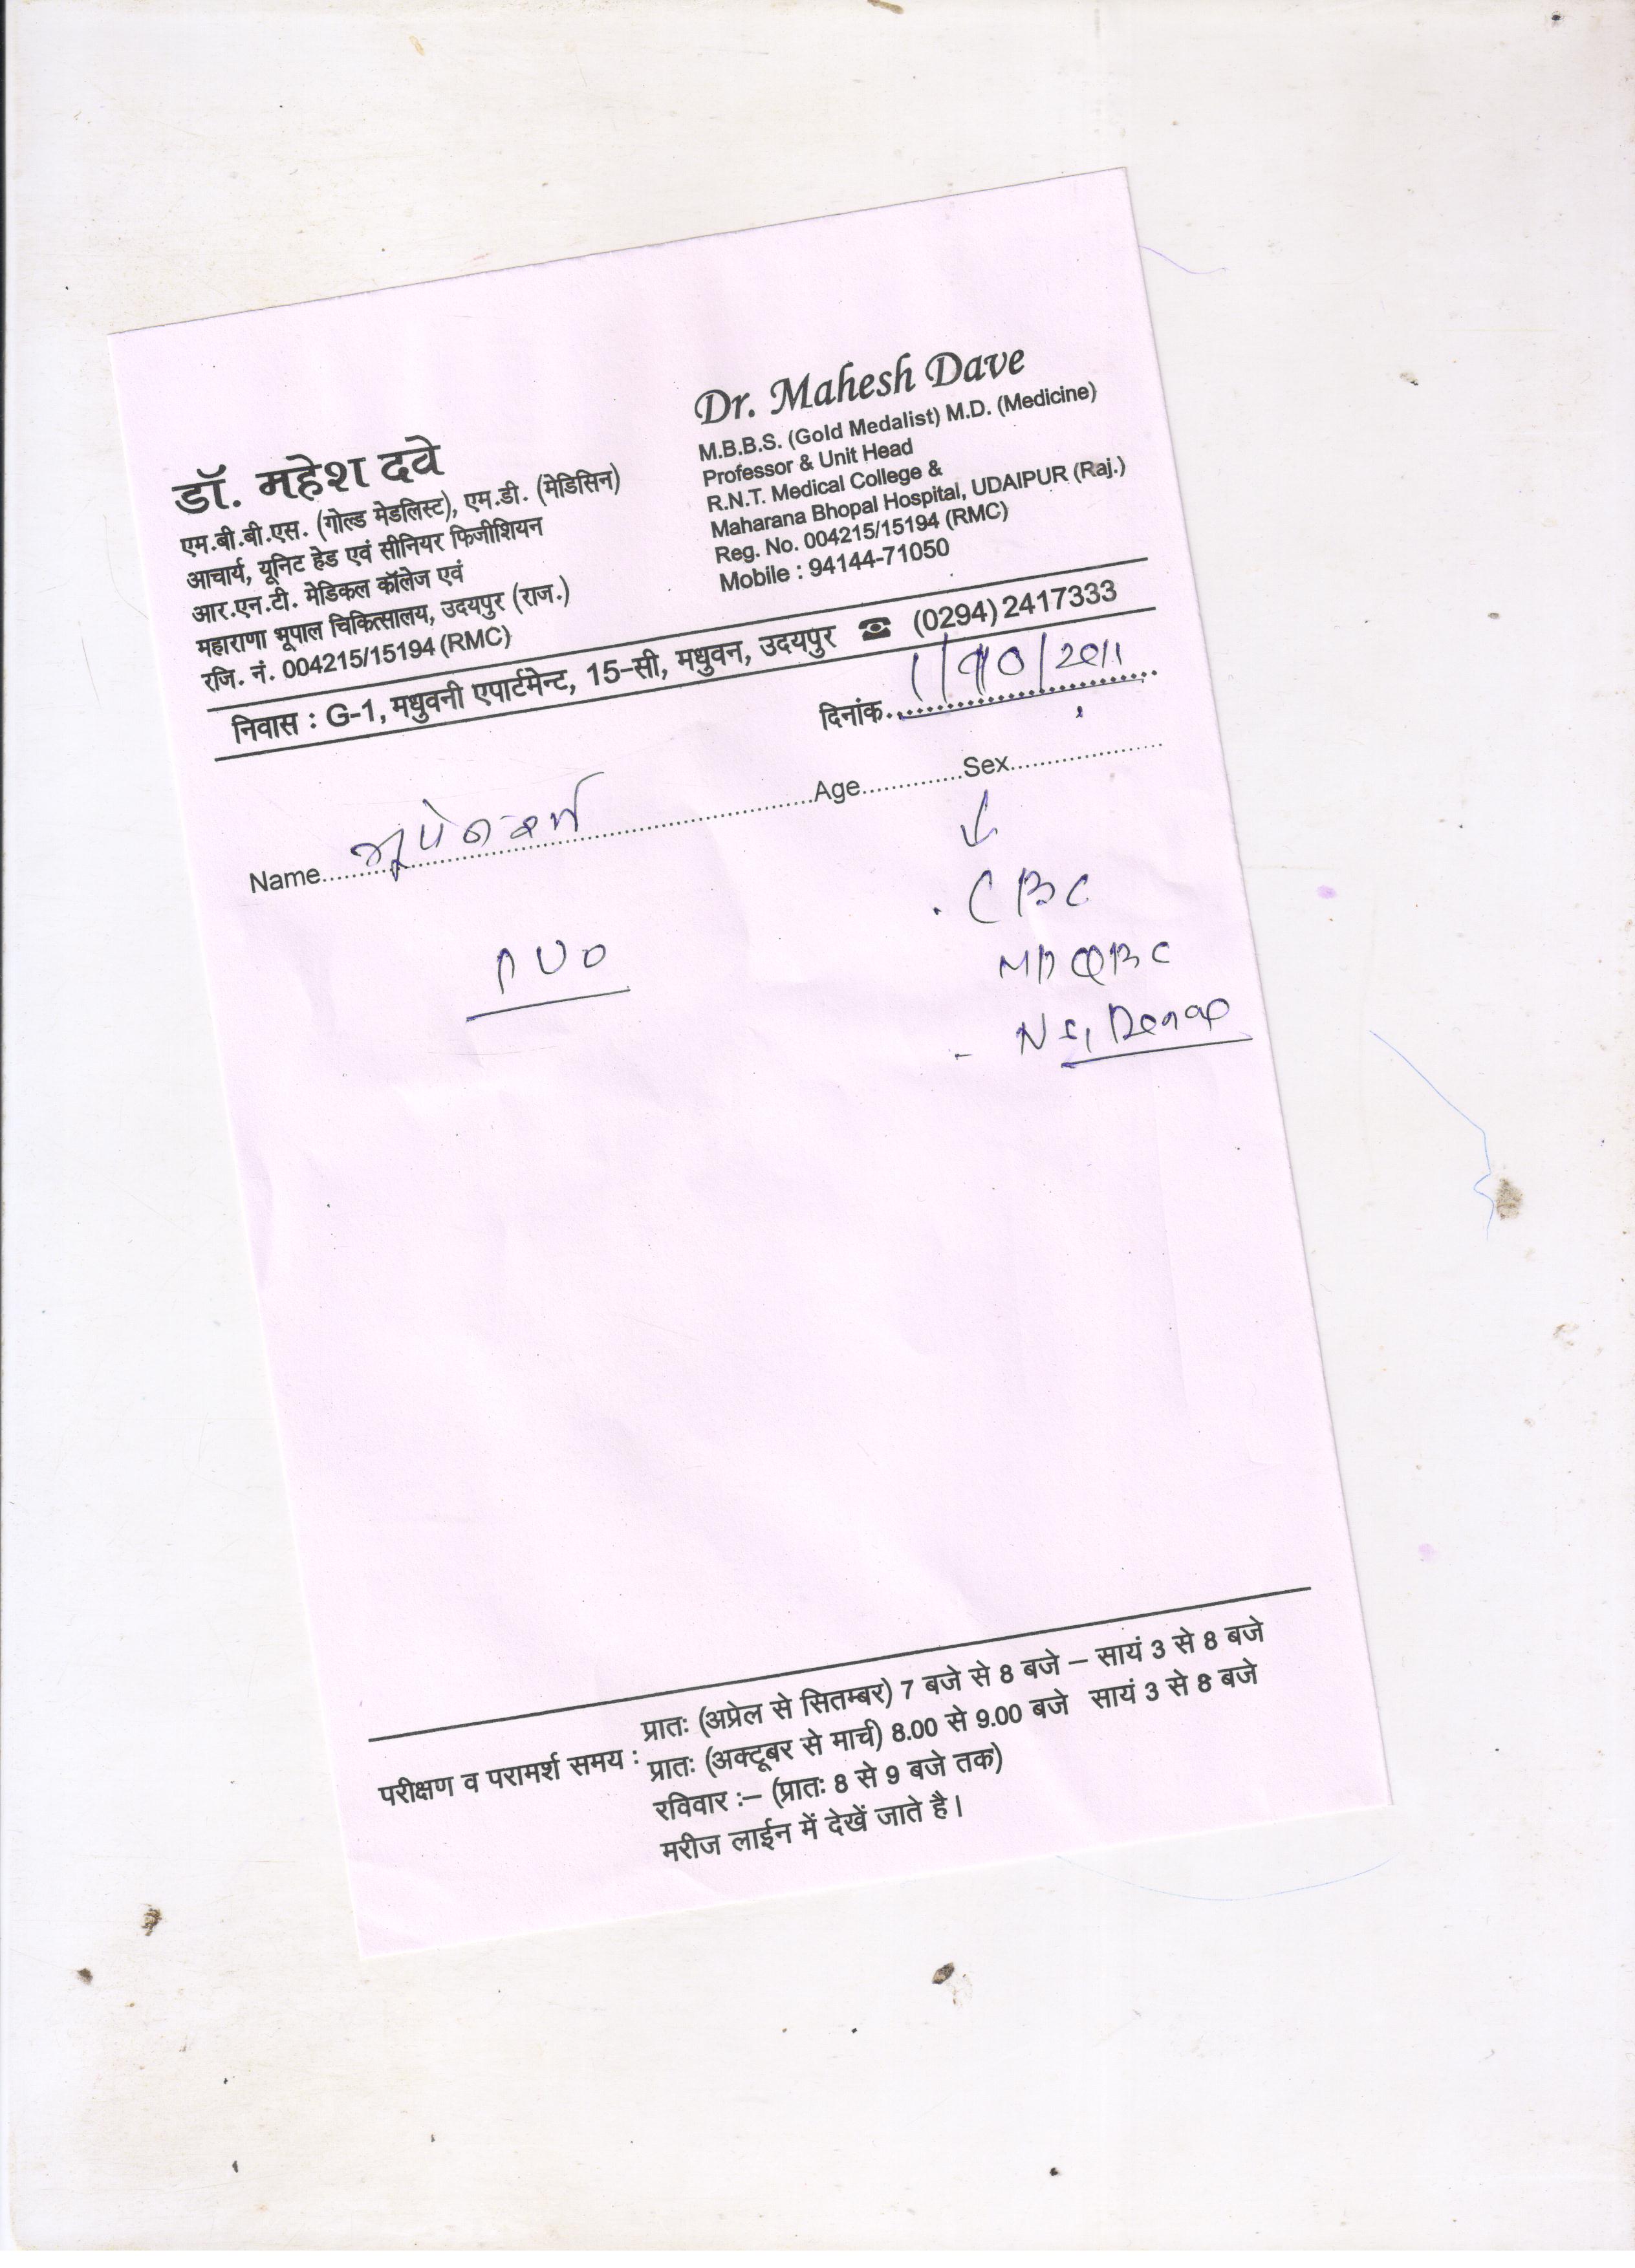 डॉ. महेश दवे
एम.बी.बी.एस. (गोल्ड मेडलिस्ट), एम.डी. (मेडिसिन)
आचार्य, यूनिट हेड एवं सीनियर फिजीशियन
आर.एन.टी. मेडिकल कॉलेज एवं
महाराणा भूपाल चिकित्सालय, उदयपुर (राज.)
रजि. नं. 004215/15194 (RMC)
Dr. Mahesh Dave
M.B.B.S. (Gold Medalist) M.D. (Medicine)
Professor & Unit Head
R.N.T. Medical College &
Maharana Bhopal Hospital, UDAIPUR (Raj.)
Reg. No. 004215/15194 (RMC)
Mobile : 94144-71050
निवास : G-1, मधुवनी एपार्टमेन्ट, 15-सी, मधुवन, उदयपुर ☎ (0294) 2417333
दिनांक 1/10/2011
Name Age Sex
PUO
CBC
MP QBC
NS1 Dengue
परीक्षण व परामर्श समय :
प्रातः (अप्रेल से सितम्बर) 7 बजे से 8 बजे – सायं 3 से 8 बजे
प्रातः (अक्टूबर से मार्च) 8.00 से 9.00 बजे सायं 3 से 8 बजे
रविवार :– (प्रातः 8 से 9 बजे तक)
मरीज लाईन में देखें जाते है।